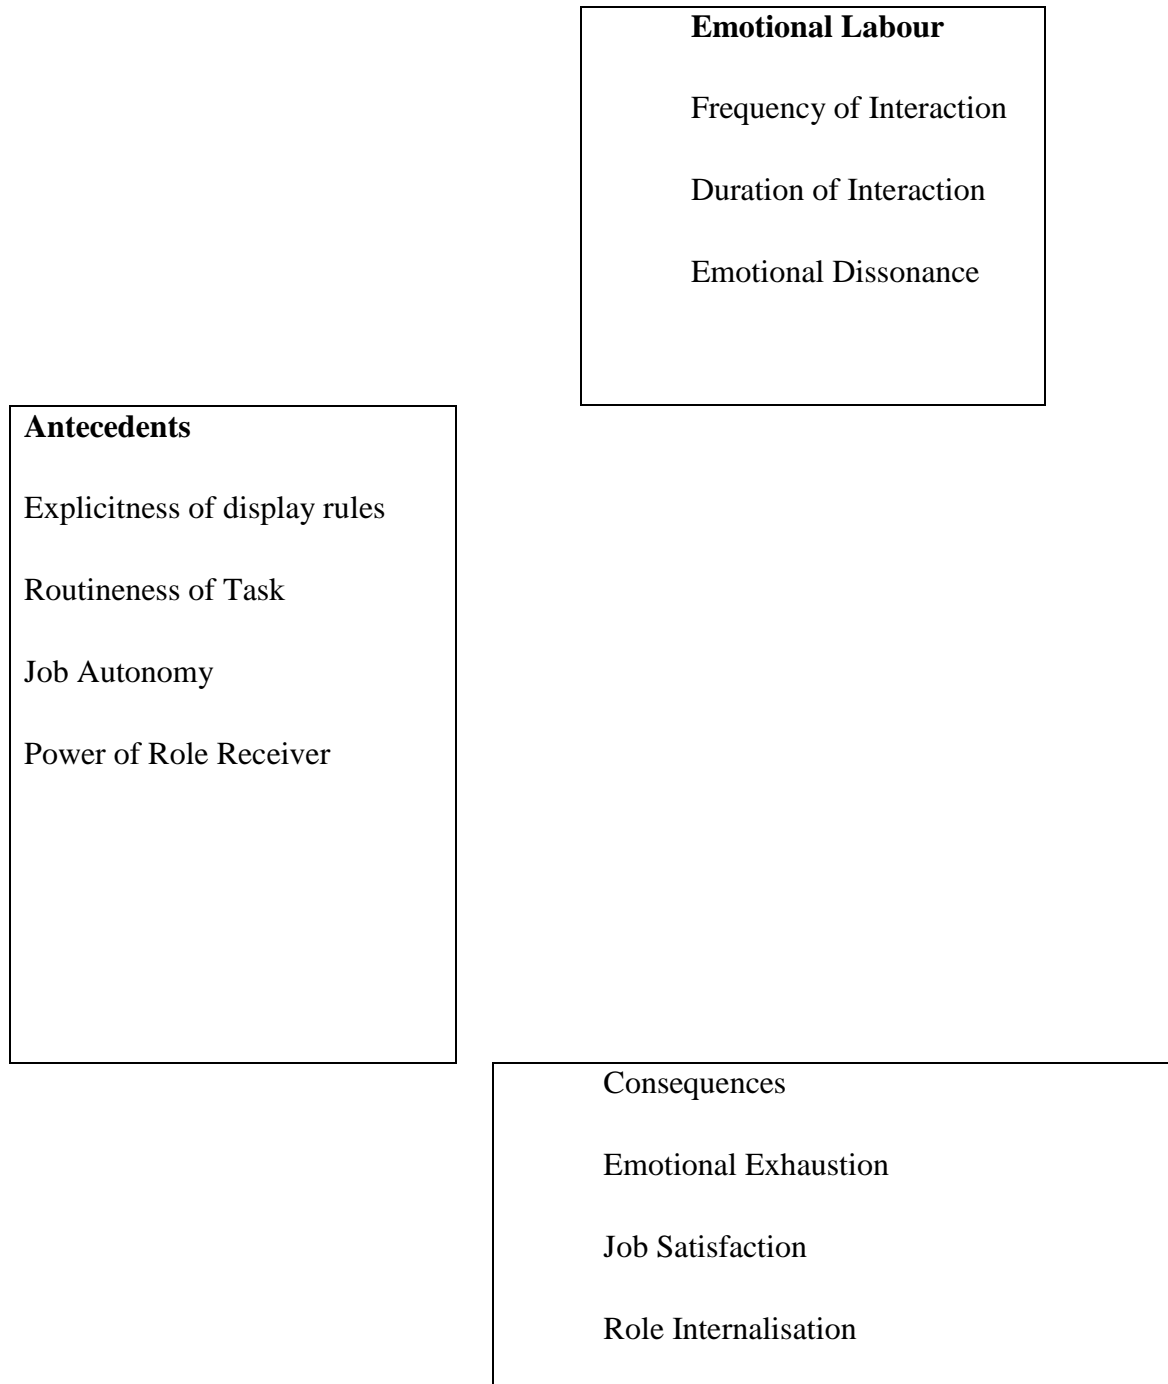 Emotional Labour
Frequency of Interaction
Duration of Interaction
Emotional Dissonance
Antecedents
Explicitness of display rules
Routineness of Task
Job Autonomy
Power of Role Receiver
Consequences
Emotional Exhaustion
Job Satisfaction
Role Internalisation